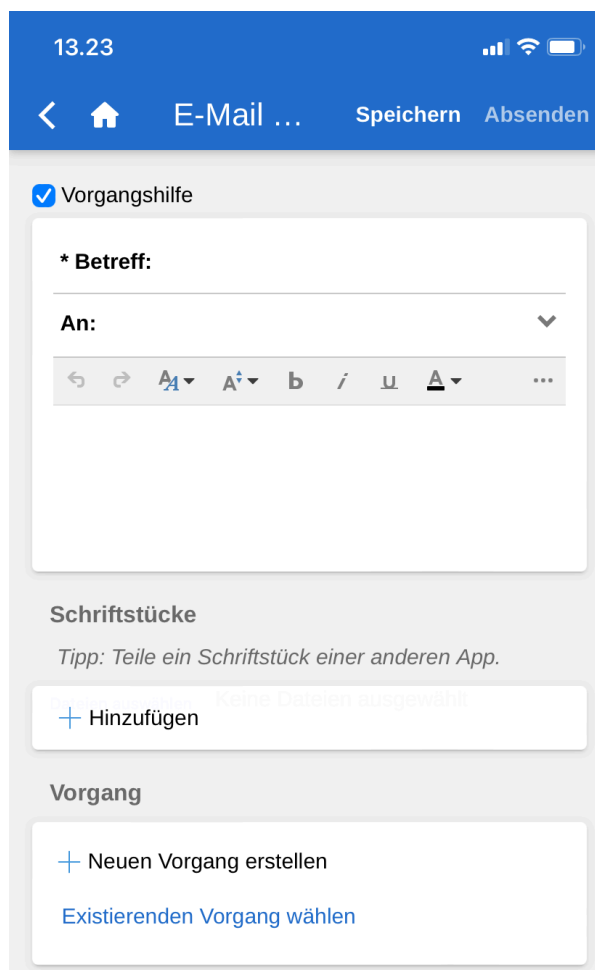 13.23
E-Mail ... Speichern Absenden
Vorgangshilfe
* Betreff:
An:
Schriftstücke
Tipp: Teile ein Schriftstück einer anderen App.
Keine Dateien ausgewählt
Hinzufügen
Vorgang
Neuen Vorgang erstellen
Existierenden Vorgang wählen